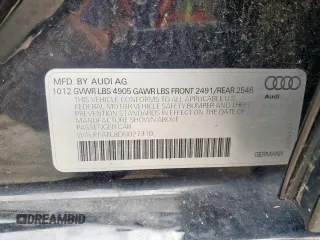 MFD BY AUDI AG
1012 GVWR LBS 4905 GAWR LBS FRONT 2491/REAR 2546
THIS VEHICLE CONFORMS TO ALL APPLICABLE U.S.
FEDERAL MOTOR VEHICLE SAFETY BUMPER AND THEFT
PREVENTION STANDARDS IN EFFECT ON THE DATE OF
MANUFACTURE SHOWN ABOVE
PASSENGER CAR
Audi
GERMANY
DREAMBID